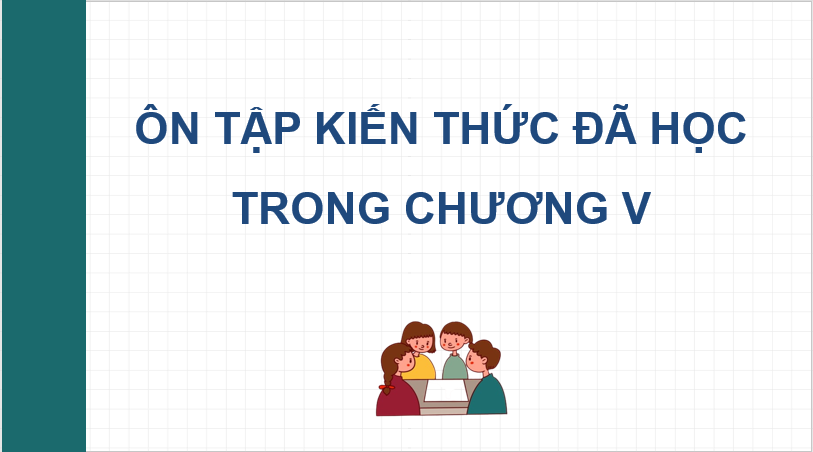 ÔN TẬP KIẾN THỨC ĐÃ HỌC
TRONG CHƯƠNG V